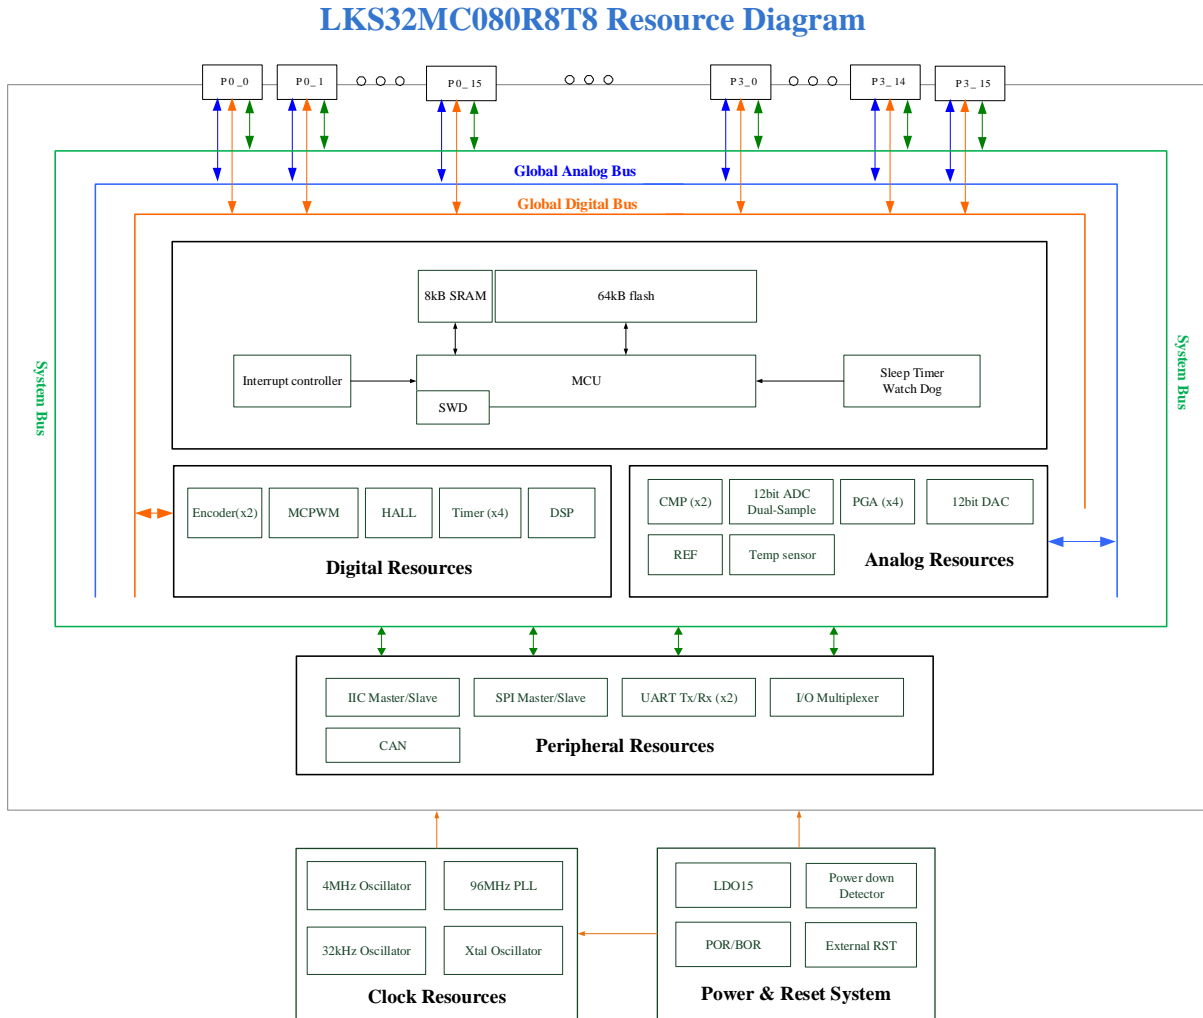 LKS32MC080R8T8 Resource Diagram
P0_0
P0_1
P0_15
P3_0
P3_14
P3_15
Global Analog Bus
Global Digital Bus
System Bus
System Bus
8kB SRAM
64kB flash
Interrupt controller
MCU
SWD
Sleep Timer
Watch Dog
Encoder(x2)
MCPWM
HALL
Timer (x4)
DSP
Digital Resources
CMP (x2)
12bit ADC
Dual-Sample
PGA (x4)
12bit DAC
REF
Temp sensor
Analog Resources
IIC Master/Slave
SPI Master/Slave
UART Tx/Rx (x2)
I/O Multiplexer
CAN
Peripheral Resources
4MHz Oscillator
96MHz PLL
32kHz Oscillator
Xtal Oscillator
Clock Resources
LDO15
Power down
Detector
POR/BOR
External RST
Power & Reset System